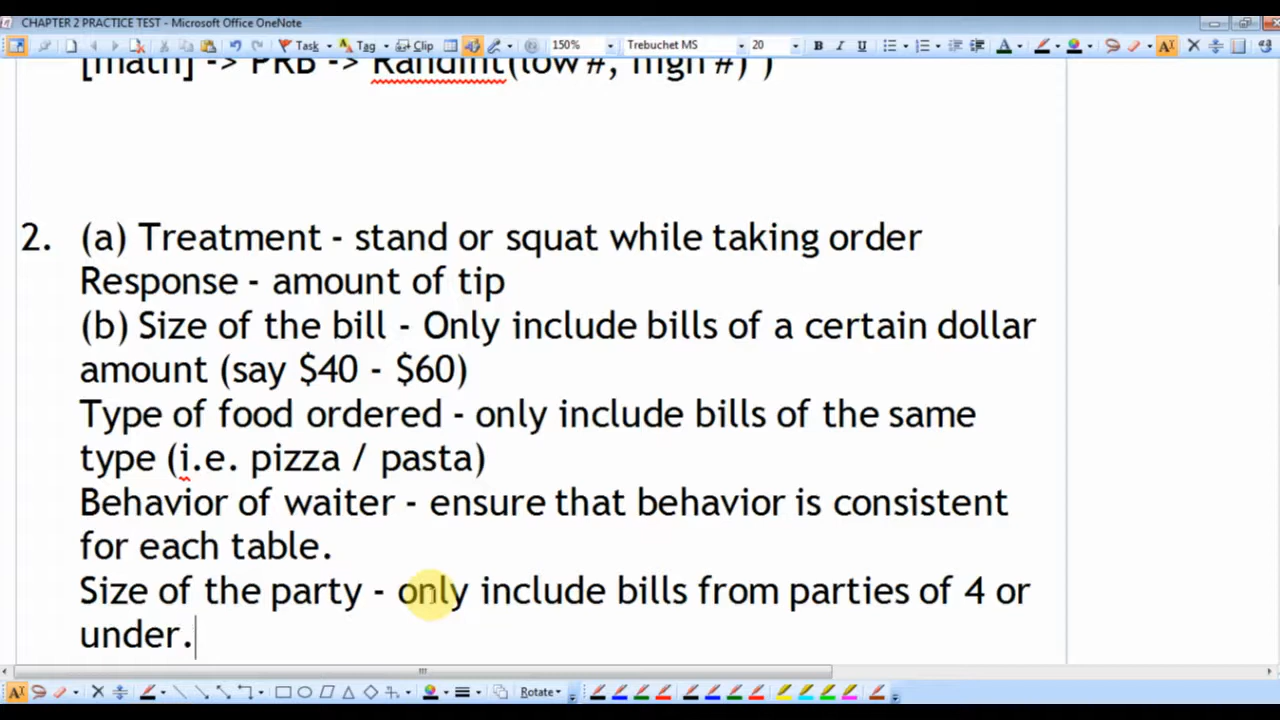 CHAPTER 2 PRACTICE TEST - Microsoft Office OneNote
Task Tag Clip 150% Trebuchet MS 20 B I U
[math] -> PRB -> RandInt(low #, high #) )
2. (a) Treatment - stand or squat while taking order
Response - amount of tip
(b) Size of the bill - Only include bills of a certain dollar
amount (say $40 - $60)
Type of food ordered - only include bills of the same
type (i.e. pizza / pasta)
Behavior of waiter - ensure that behavior is consistent
for each table.
Size of the party - only include bills from parties of 4 or
under.
Rotate